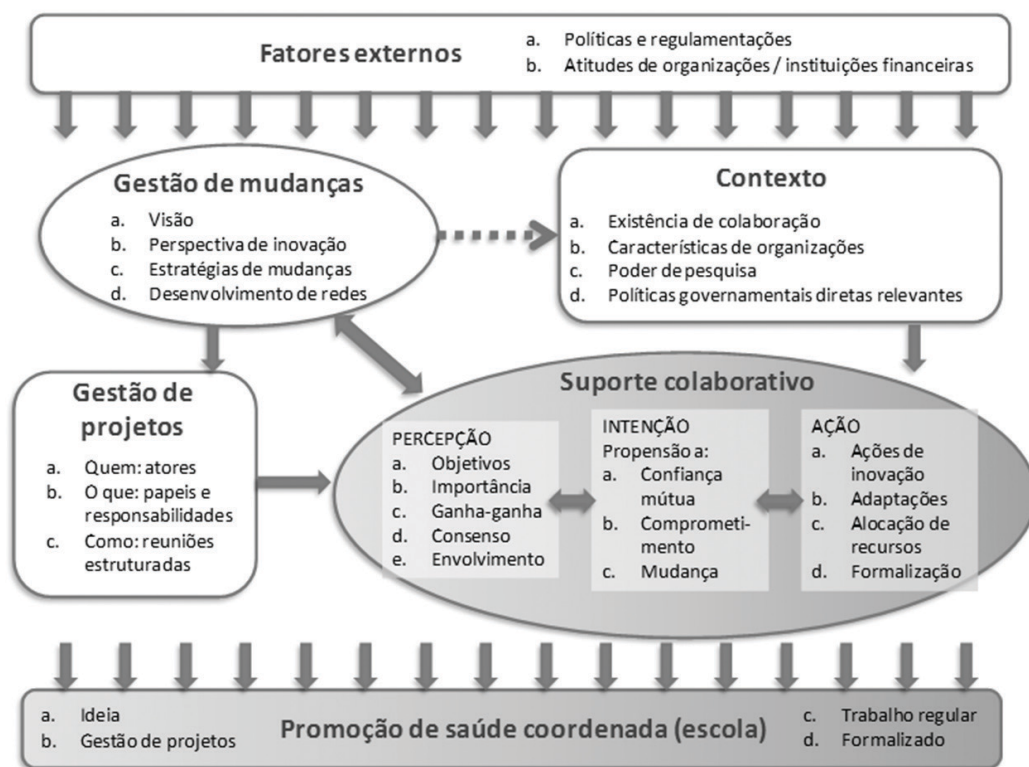 Fatores externos
a. Políticas e regulamentações
b. Atitudes de organizações / instituições financeiras
Gestão de mudanças
a. Visão
b. Perspectiva de inovação
c. Estratégias de mudanças
d. Desenvolvimento de redes
Contexto
a. Existência de colaboração
b. Características de organizações
c. Poder de pesquisa
d. Políticas governamentais diretas relevantes
Gestão de
projetos
a. Quem: atores
b. O que: papeis e
responsabilidades
c. Como: reuniões
estruturadas
Suporte colaborativo
PERCEPÇÃO
a. Objetivos
b. Importância
c. Ganha-ganha
d. Consenso
e. Envolvimento
INTENÇÃO
Propensão a:
a. Confiança
mútua
b. Comprometi-
mento
c. Mudança
AÇÃO
a. Ações de
inovação
b. Adaptações
c. Alocação de
recursos
d. Formalização
a. Ideia
b. Gestão de projetos
Promoção de saúde coordenada (escola)
c. Trabalho regular
d. Formalizado